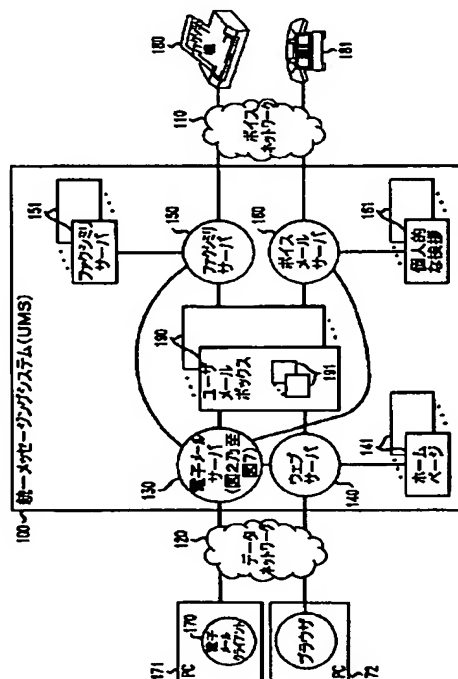 100 統一メッセージングシステム(UMS)
171
PC
170
電子
メール
クライアント
ブラウザ
PC
72
120
データ
ネットワーク
130
電子メール
サーバ
(図2乃至
図7)
ウェブ
サーバ
140
141
ホーム
ページ
190
ユーザ
メール
ボックス
191
151
ファクシミリ
サーバ
150
ファクシミリ
サーバ
160
ボイス
メール
サーバ
161
個人的
な挨拶
110
ボイス
ネットワーク
180
181